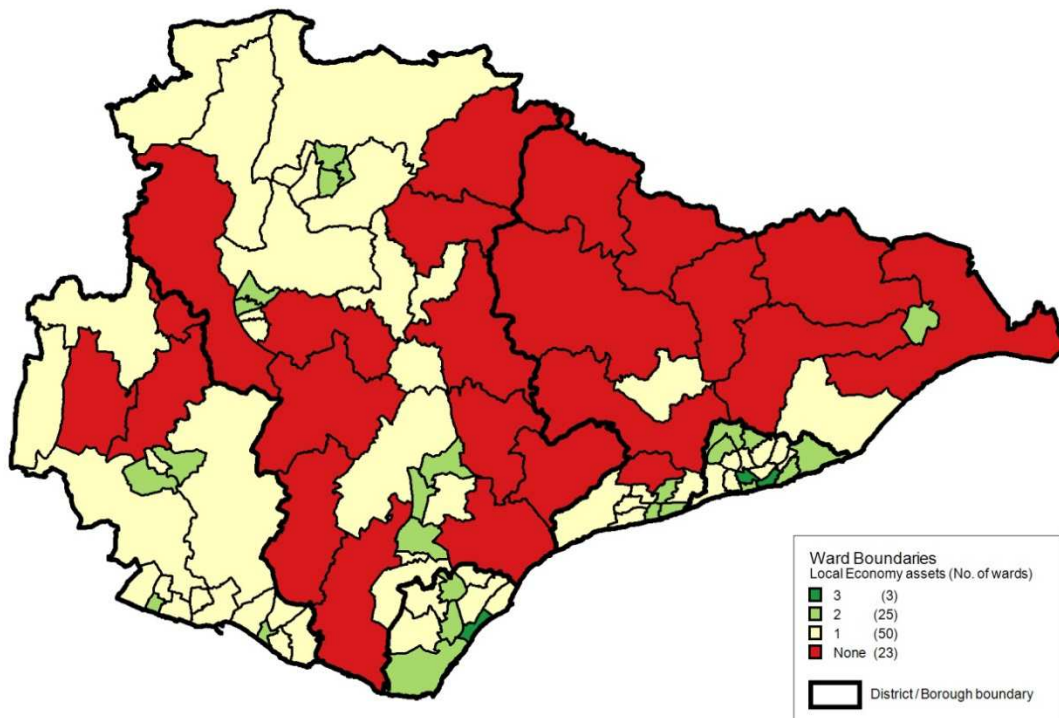 Ward Boundaries
Local Economy assets (No. of wards)
3 (3)
2 (25)
1 (50)
None (23)
District / Borough boundary